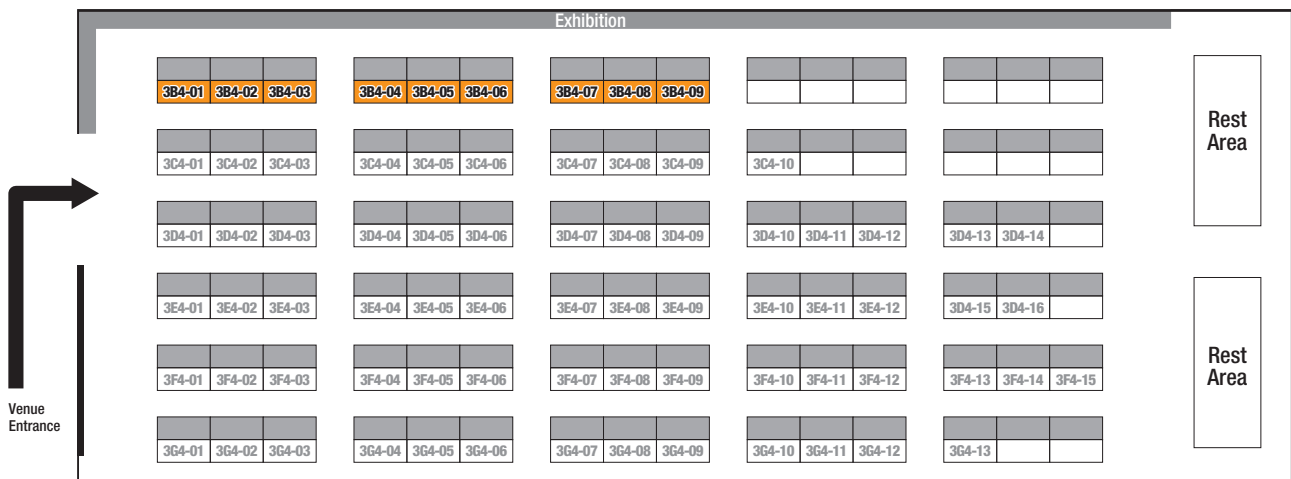 Exhibition
3B4-01 3B4-02 3B4-03 3B4-04 3B4-05 3B4-06 3B4-07 3B4-08 3B4-09
Rest
Area
3C4-01 3C4-02 3C4-03 3C4-04 3C4-05 3C4-06 3C4-07 3C4-08 3C4-09 3C4-10
3D4-01 3D4-02 3D4-03 3D4-04 3D4-05 3D4-06 3D4-07 3D4-08 3D4-09 3D4-10 3D4-11 3D4-12 3D4-13 3D4-14
3E4-01 3E4-02 3E4-03 3E4-04 3E4-05 3E4-06 3E4-07 3E4-08 3E4-09 3E4-10 3E4-11 3E4-12 3D4-15 3D4-16
Rest
Area
3F4-01 3F4-02 3F4-03 3F4-04 3F4-05 3F4-06 3F4-07 3F4-08 3F4-09 3F4-10 3F4-11 3F4-12 3F4-13 3F4-14 3F4-15
Venue
Entrance
3G4-01 3G4-02 3G4-03 3G4-04 3G4-05 3G4-06 3G4-07 3G4-08 3G4-09 3G4-10 3G4-11 3G4-12 3G4-13